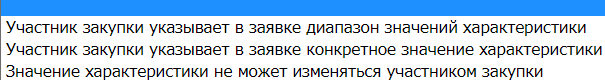 Участник закупки указывает в заявке диапазон значений характеристики
Участник закупки указывает в заявке конкретное значение характеристики
Значение характеристики не может изменяться участником закупки